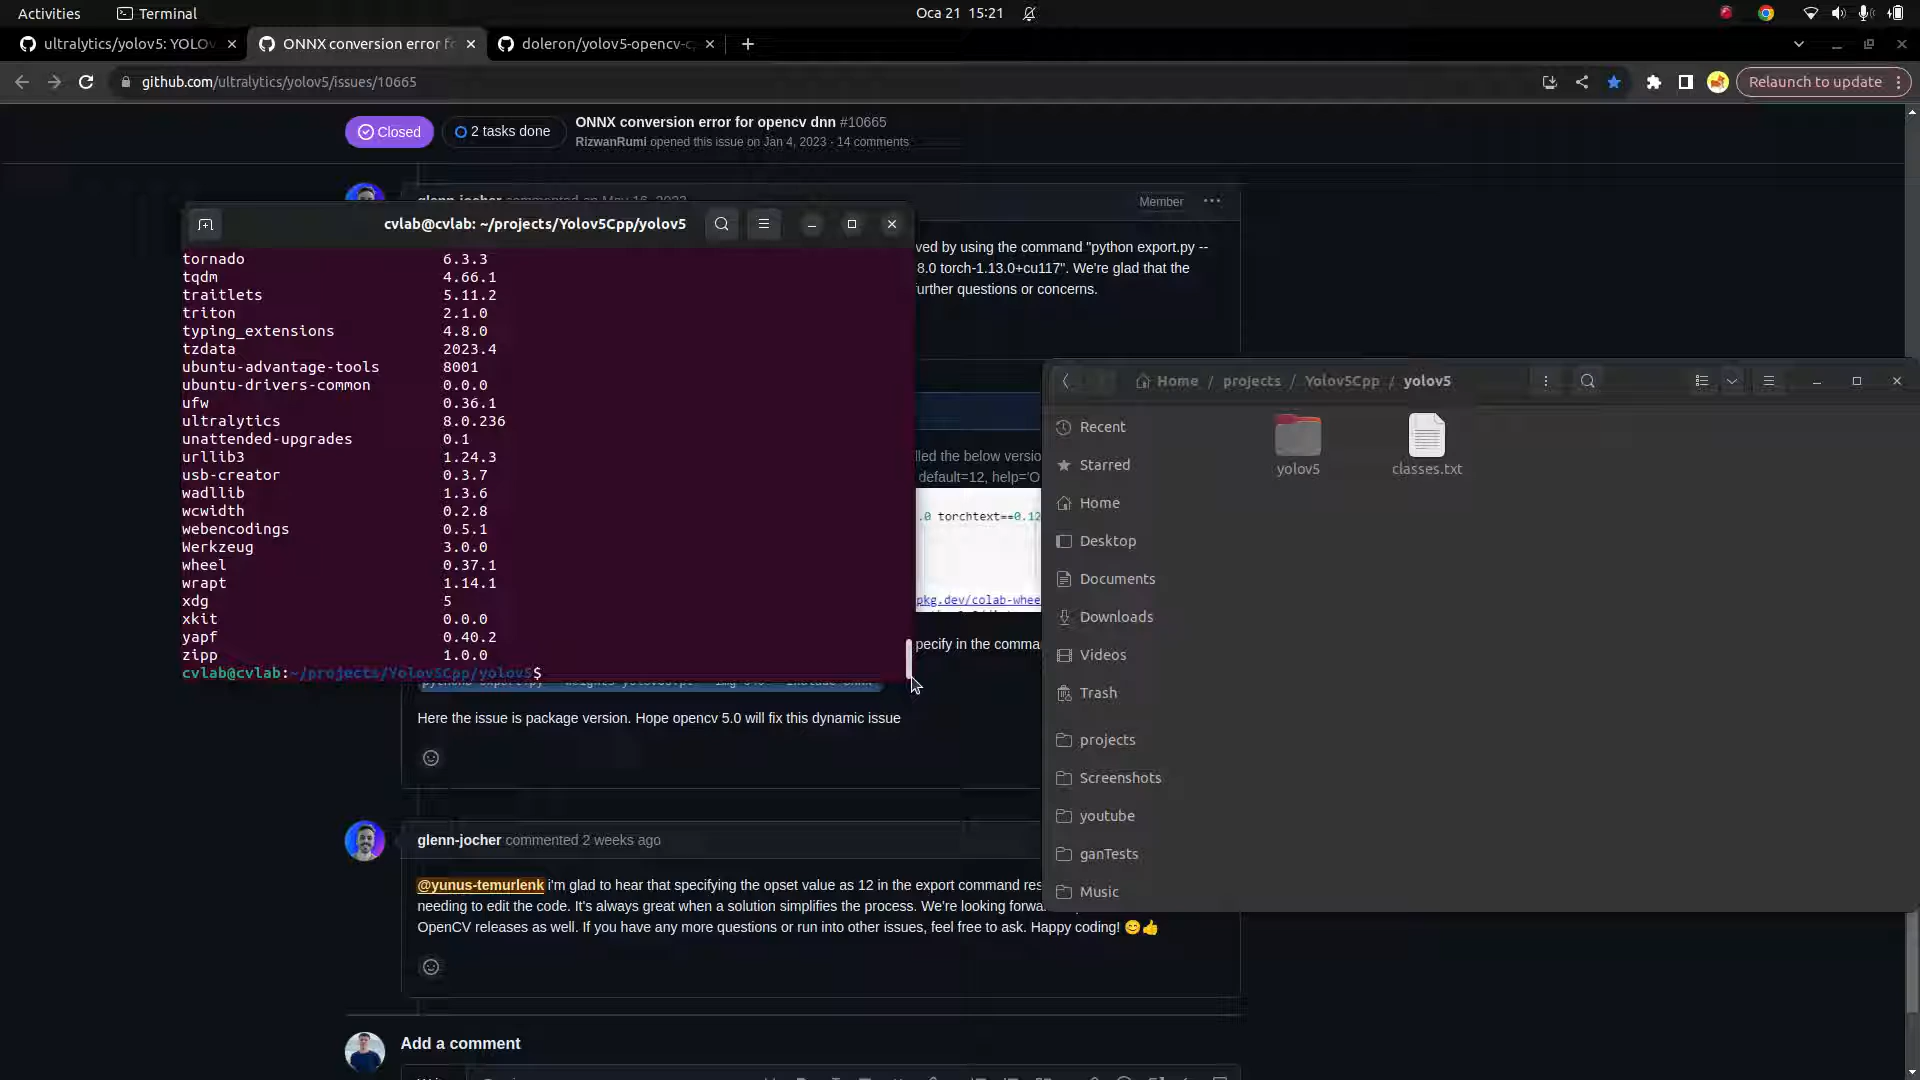 Activities
Terminal
Oca 21 15:21
ultralytics/yolov5: YOLOv
ONNX conversion error fo
doleron/yolov5-opencv-c
github.com/ultralytics/yolov5/issues/10665
Relaunch to update
Closed
2 tasks done
ONNX conversion error for opencv dnn #10665
RizwanRumi opened this issue on Jan 4, 2023 · 14 comments
glenn-jocher commented on May 16, 2023
Member
ved by using the command "python export.py --
8.0 torch-1.13.0+cu117". We're glad that the
urther questions or concerns.
cvlab@cvlab: ~/projects/Yolov5Cpp/yolov5
tornado 6.3.3
tqdm 4.66.1
traitlets 5.11.2
triton 2.1.0
typing_extensions 4.8.0
tzdata 2023.4
ubuntu-advantage-tools 8001
ubuntu-drivers-common 0.0.0
ufw 0.36.1
ultralytics 8.0.236
unattended-upgrades 0.1
urllib3 1.24.3
usb-creator 0.3.7
wadllib 1.3.6
wcwidth 0.2.8
webencodings 0.5.1
Werkzeug 3.0.0
wheel 0.37.1
wrapt 1.14.1
xdg 5
xkit 0.0.0
yapf 0.40.2
zipp 1.0.0
cvlab@cvlab:~/projects/Yolov5Cpp/yolov5$
lled the below versio
default=12, help='O
.0 torchtext==0.12
pkg.dev/colab-whee
pecify in the comma
Here the issue is package version. Hope opencv 5.0 will fix this dynamic issue
glenn-jocher commented 2 weeks ago
@yunus-temurlenk i'm glad to hear that specifying the opset value as 12 in the export command res
needing to edit the code. It's always great when a solution simplifies the process. We're looking forwa
OpenCV releases as well. If you have any more questions or run into other issues, feel free to ask. Happy coding! 😊👍
Add a comment
Home / projects / Yolov5Cpp / yolov5
Recent
Starred
Home
Desktop
Documents
Downloads
Videos
Trash
projects
Screenshots
youtube
ganTests
Music
yolov5
classes.txt